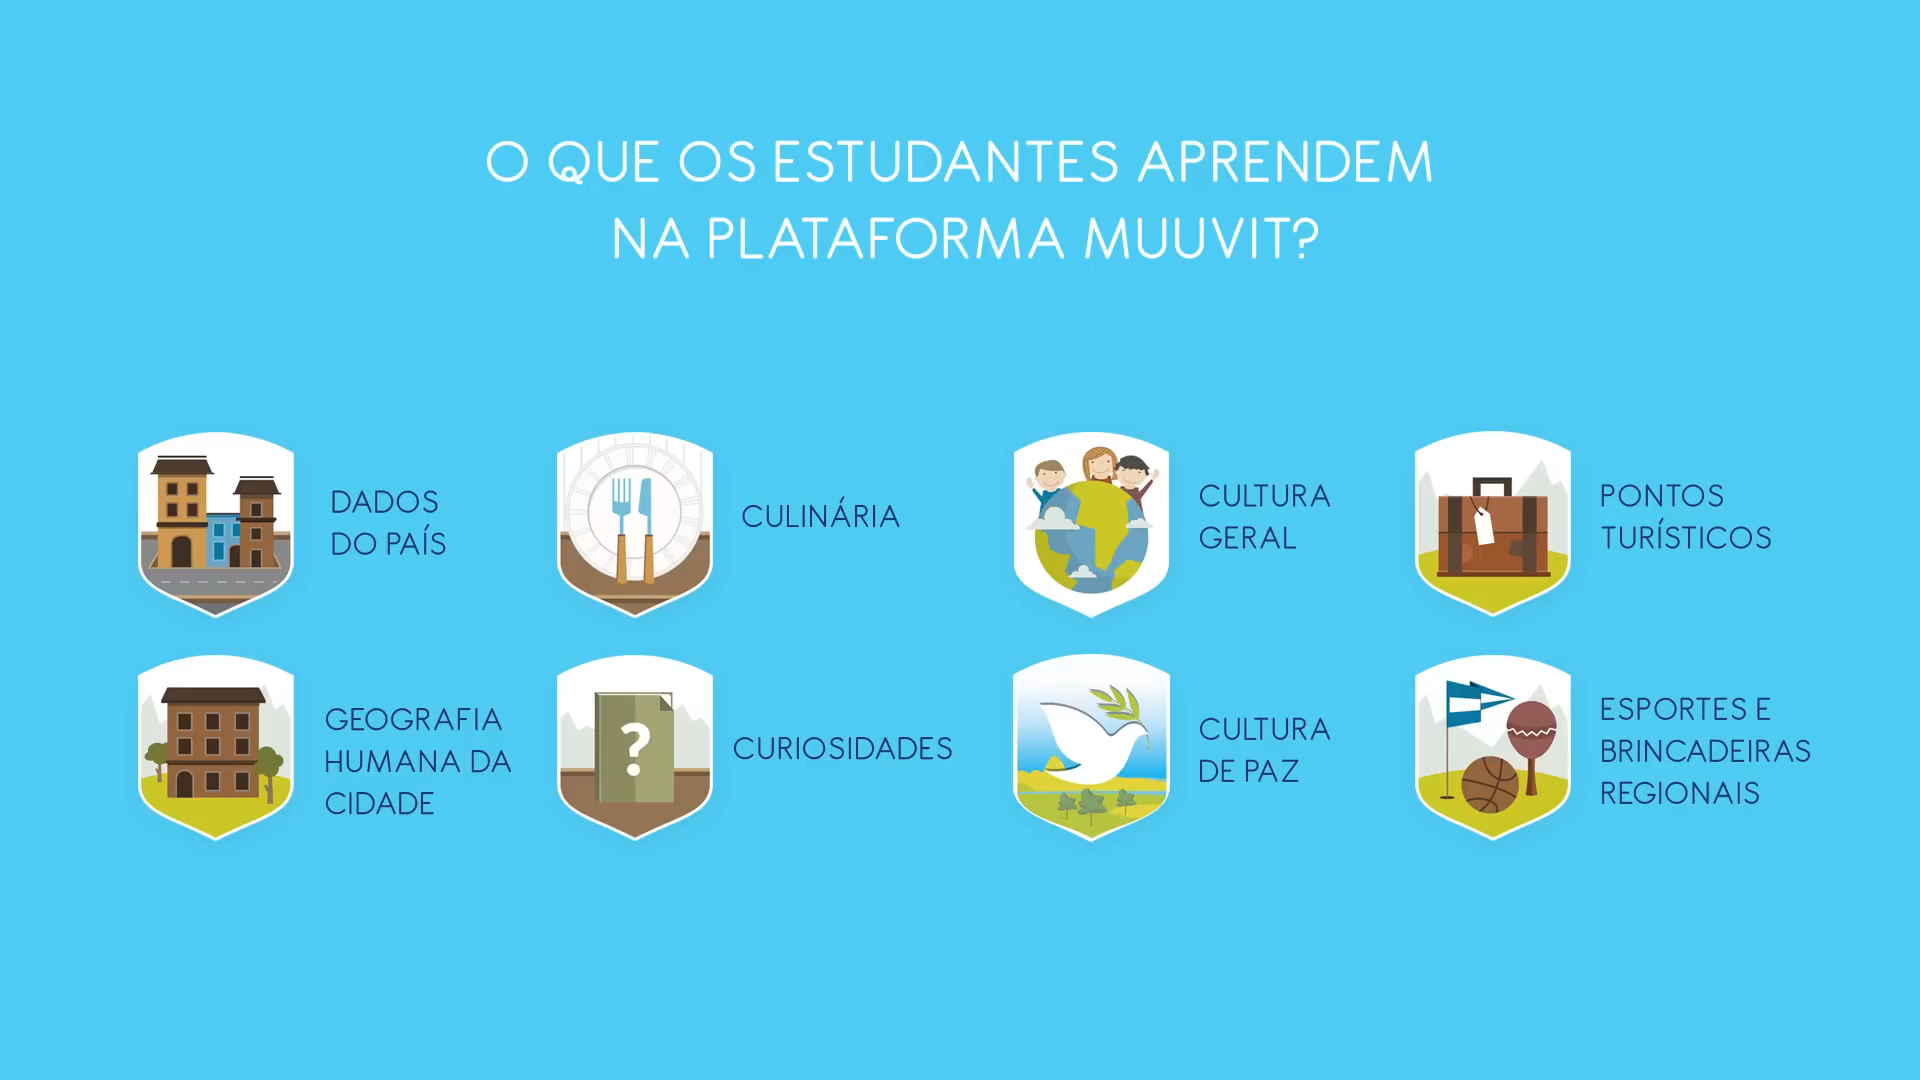 O QUE OS ESTUDANTES APRENDEM
NA PLATAFORMA MUUVIT?
DADOS
DO PAÍS
CULINÁRIA
CULTURA
GERAL
PONTOS
TURÍSTICOS
GEOGRAFIA
HUMANA DA
CIDADE
?
CURIOSIDADES
CULTURA
DE PAZ
ESPORTES E
BRINCADEIRAS
REGIONAIS